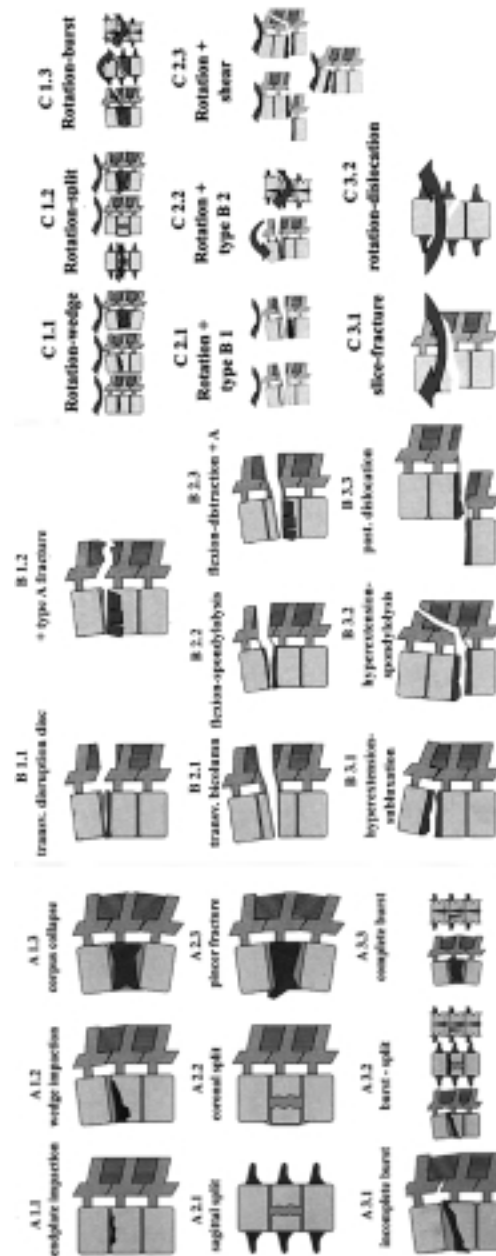 A 1.1
endplate impaction
A 1.2
wedge impaction
A 1.3
corpus collapse
A 2.1
sagittal split
A 2.2
coronal split
A 2.3
pincer fracture
A 3.1
incomplete burst
A 3.2
burst - split
A 3.3
complete burst
B 1.1
transv. disruption disc
B 1.2
+ type A fracture
B 2.1
transv. bicolumn
B 2.2
flexion-spondylolysis
B 2.3
flexion-distraction + A
B 3.1
hyperextension-
subluxation
B 3.2
hyperextension-
spondylolysis
B 3.3
post. dislocation
C 1.1
Rotation-wedge
C 1.2
Rotation-split
C 1.3
Rotation-burst
C 2.1
Rotation +
type B 1
C 2.2
Rotation +
type B 2
C 2.3
Rotation +
shear
C 3.1
slice-fracture
C 3.2
rotation-dislocation